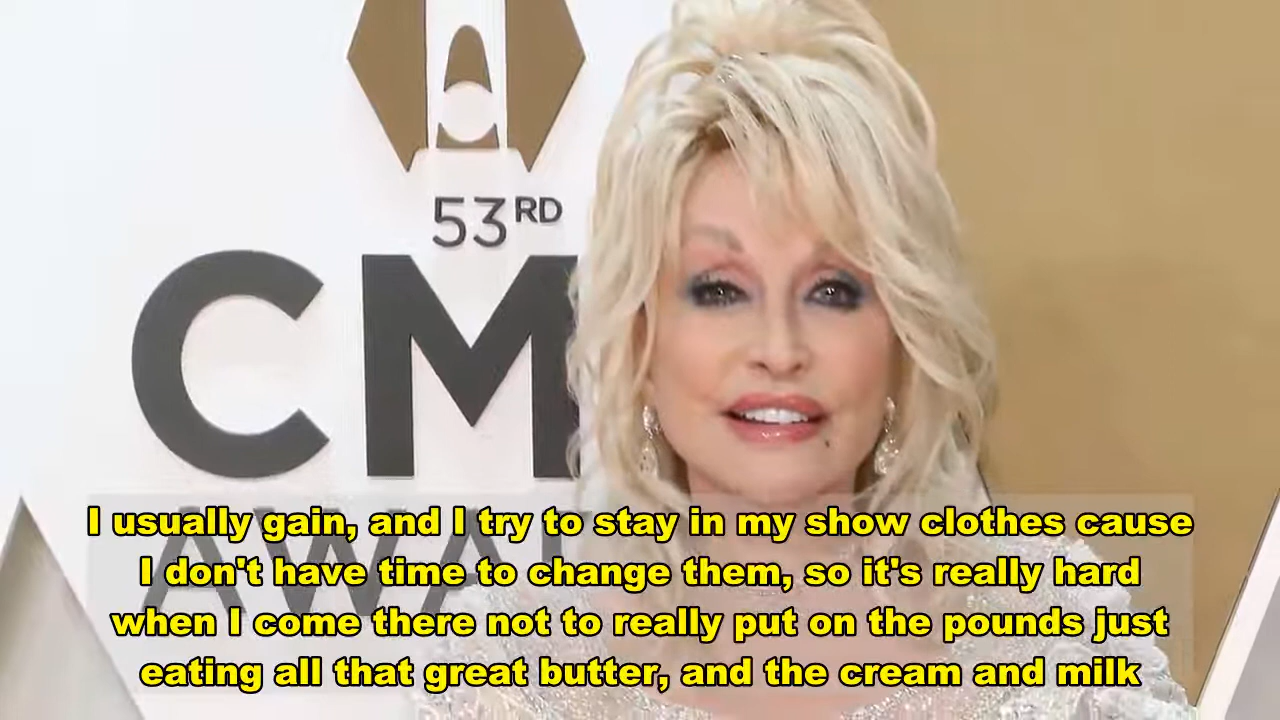 53RD
CM
AWA
I usually gain, and I try to stay in my show clothes cause
I don't have time to change them, so it's really hard
when I come there not to really put on the pounds just
eating all that great butter, and the cream and milk